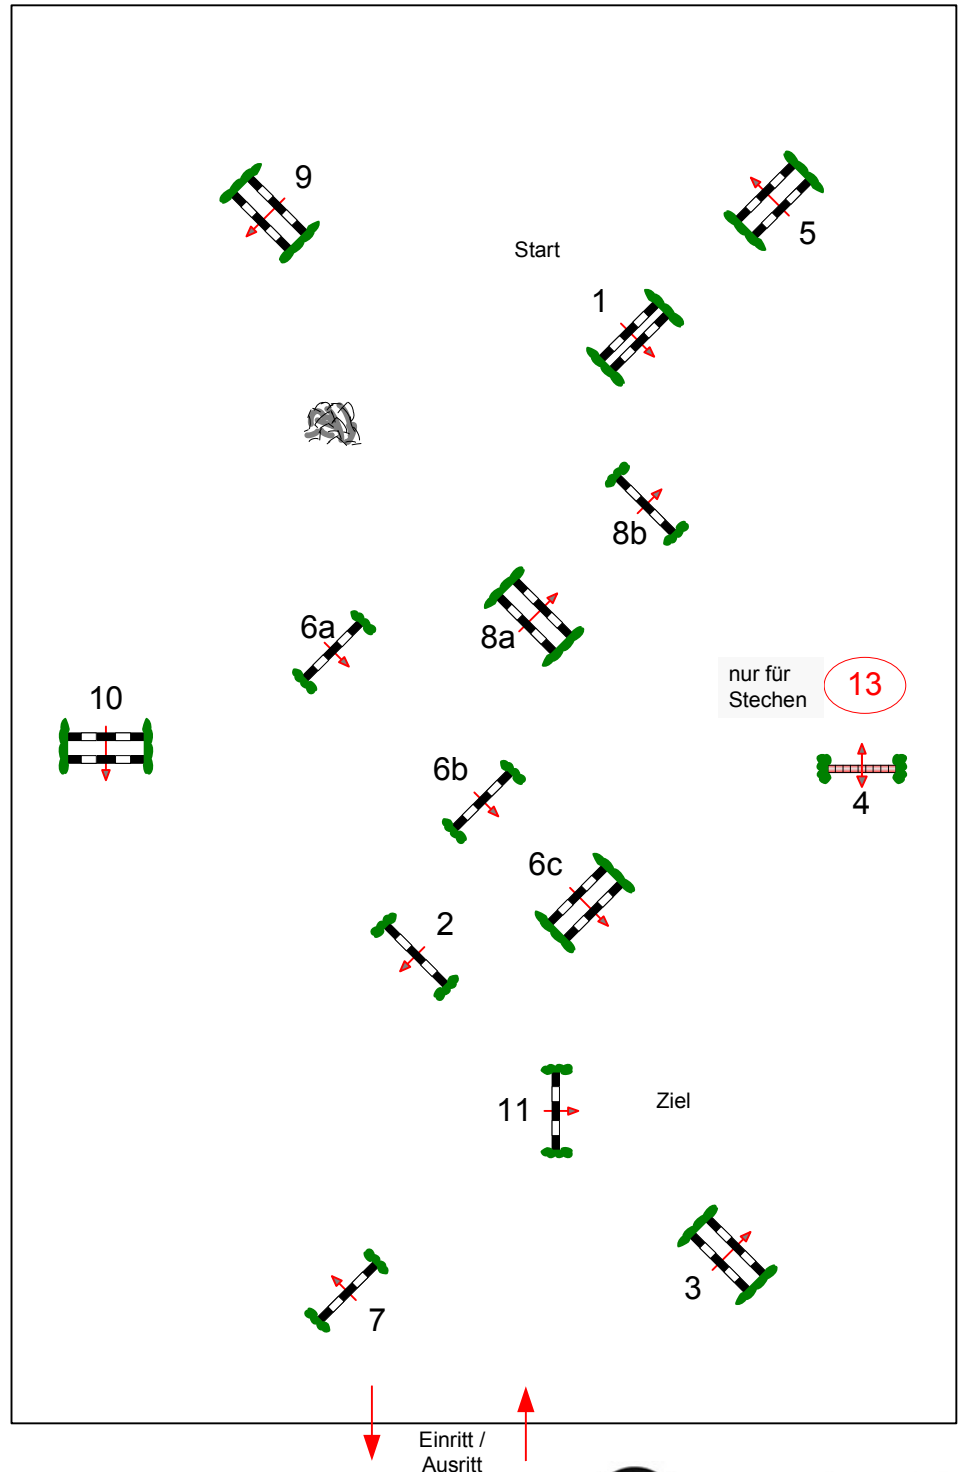 9
5
Start
1
8b
6a
8a
nur für
Stechen
13
10
6b
4
6c
2
11
Ziel
3
7
Einritt /
Ausritt